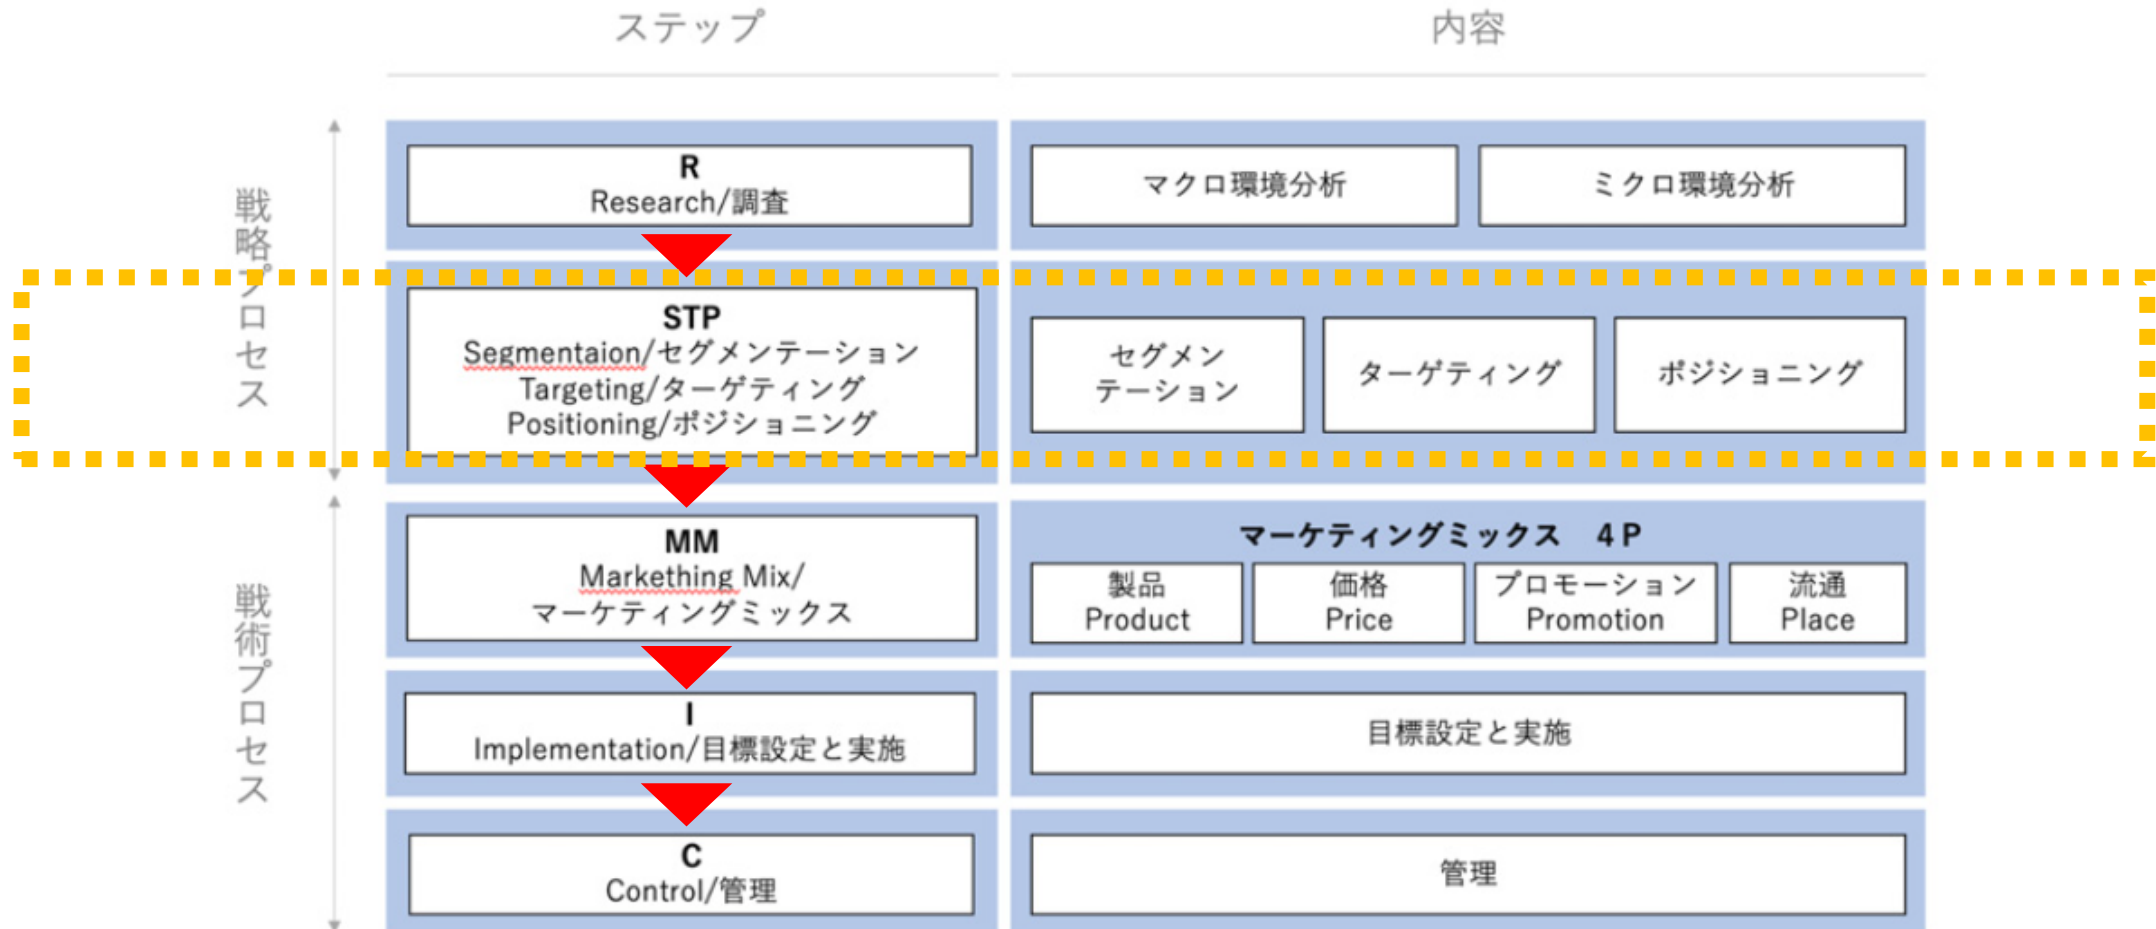 ステップ
内容
戦略プロセス
R
Research/調査
マクロ環境分析
ミクロ環境分析
STP
Segmentaion/セグメンテーション
Targeting/ターゲティング
Positioning/ポジショニング
セグメン
テーション
ターゲティング
ポジショニング
戦術プロセス
MM
Markething Mix/
マーケティングミックス
マーケティングミックス　４Ｐ
製品
Product
価格
Price
プロモーション
Promotion
流通
Place
I
Implementation/目標設定と実施
目標設定と実施
C
Control/管理
管理